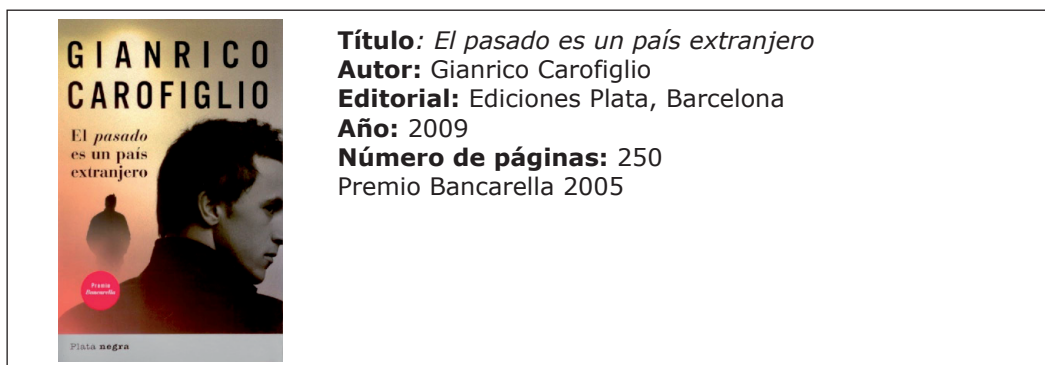 GIANRICO
CAROFIGLIO
El pasado
es un país
extranjero
Premio
Bancarella
Plata negra
Título: El pasado es un país extranjero
Autor: Gianrico Carofiglio
Editorial: Ediciones Plata, Barcelona
Año: 2009
Número de páginas: 250
Premio Bancarella 2005